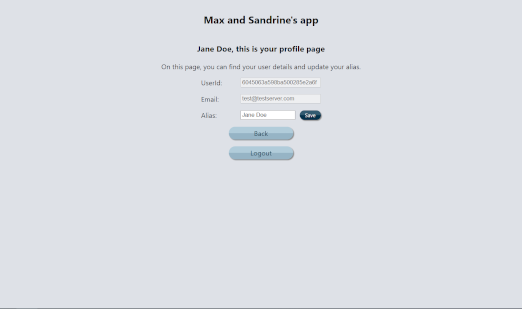 Max and Sandrine's app
Jane Doe, this is your profile page
On this page, you can find your user details and update your alias.
UserId:
Email: test@testserver.com
Alias: Jane Doe Save
Back
Logout